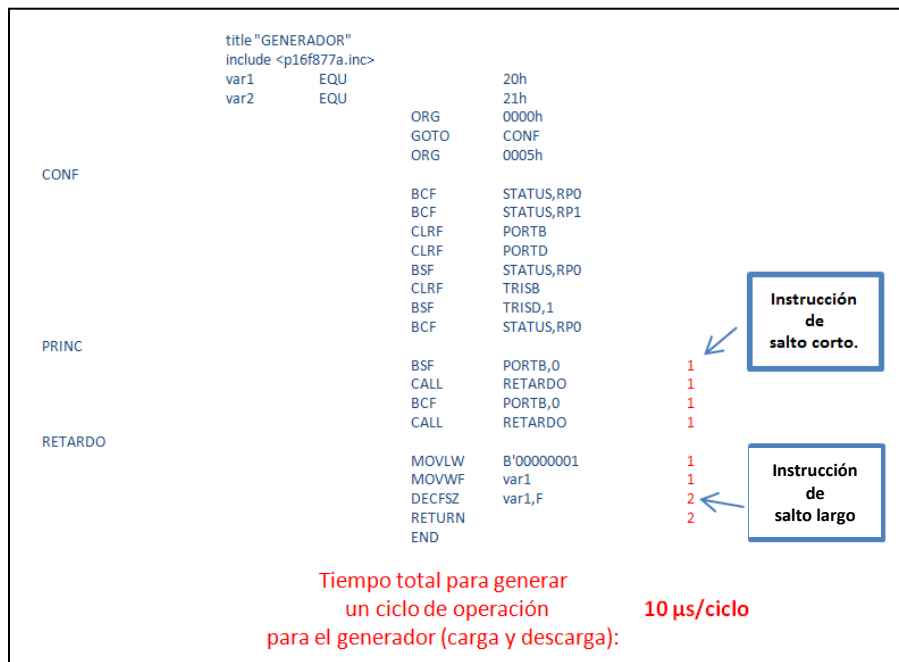 title "GENERADOR"
include <p16f877a.inc>
var1 EQU 20h
var2 EQU 21h
ORG 0000h
GOTO CONF
ORG 0005h
CONF
BCF STATUS,RP0
BCF STATUS,RP1
CLRF PORTB
CLRF PORTD
BSF STATUS,RP0
CLRF TRISB
BSF TRISD,1
BCF STATUS,RP0
Instrucción
de
salto corto.
PRINC
BSF PORTB,0 1
CALL RETARDO 1
BCF PORTB,0 1
CALL RETARDO 1
RETARDO
MOVLW B'00000001 1
MOVWF var1 1
DECFSZ var1,F 2
RETURN 2
END
Instrucción
de
salto largo
Tiempo total para generar
un ciclo de operación 10 µs/ciclo
para el generador (carga y descarga):